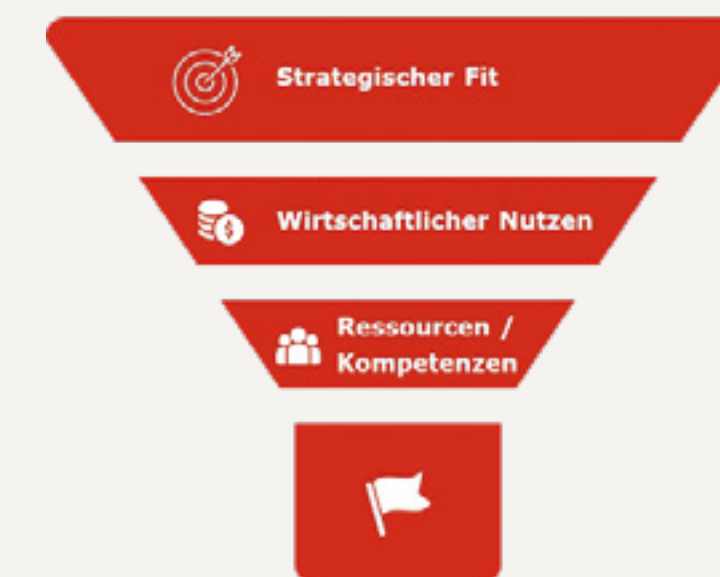 Strategischer Fit
Wirtschaftlicher Nutzen
Ressourcen /
Kompetenzen